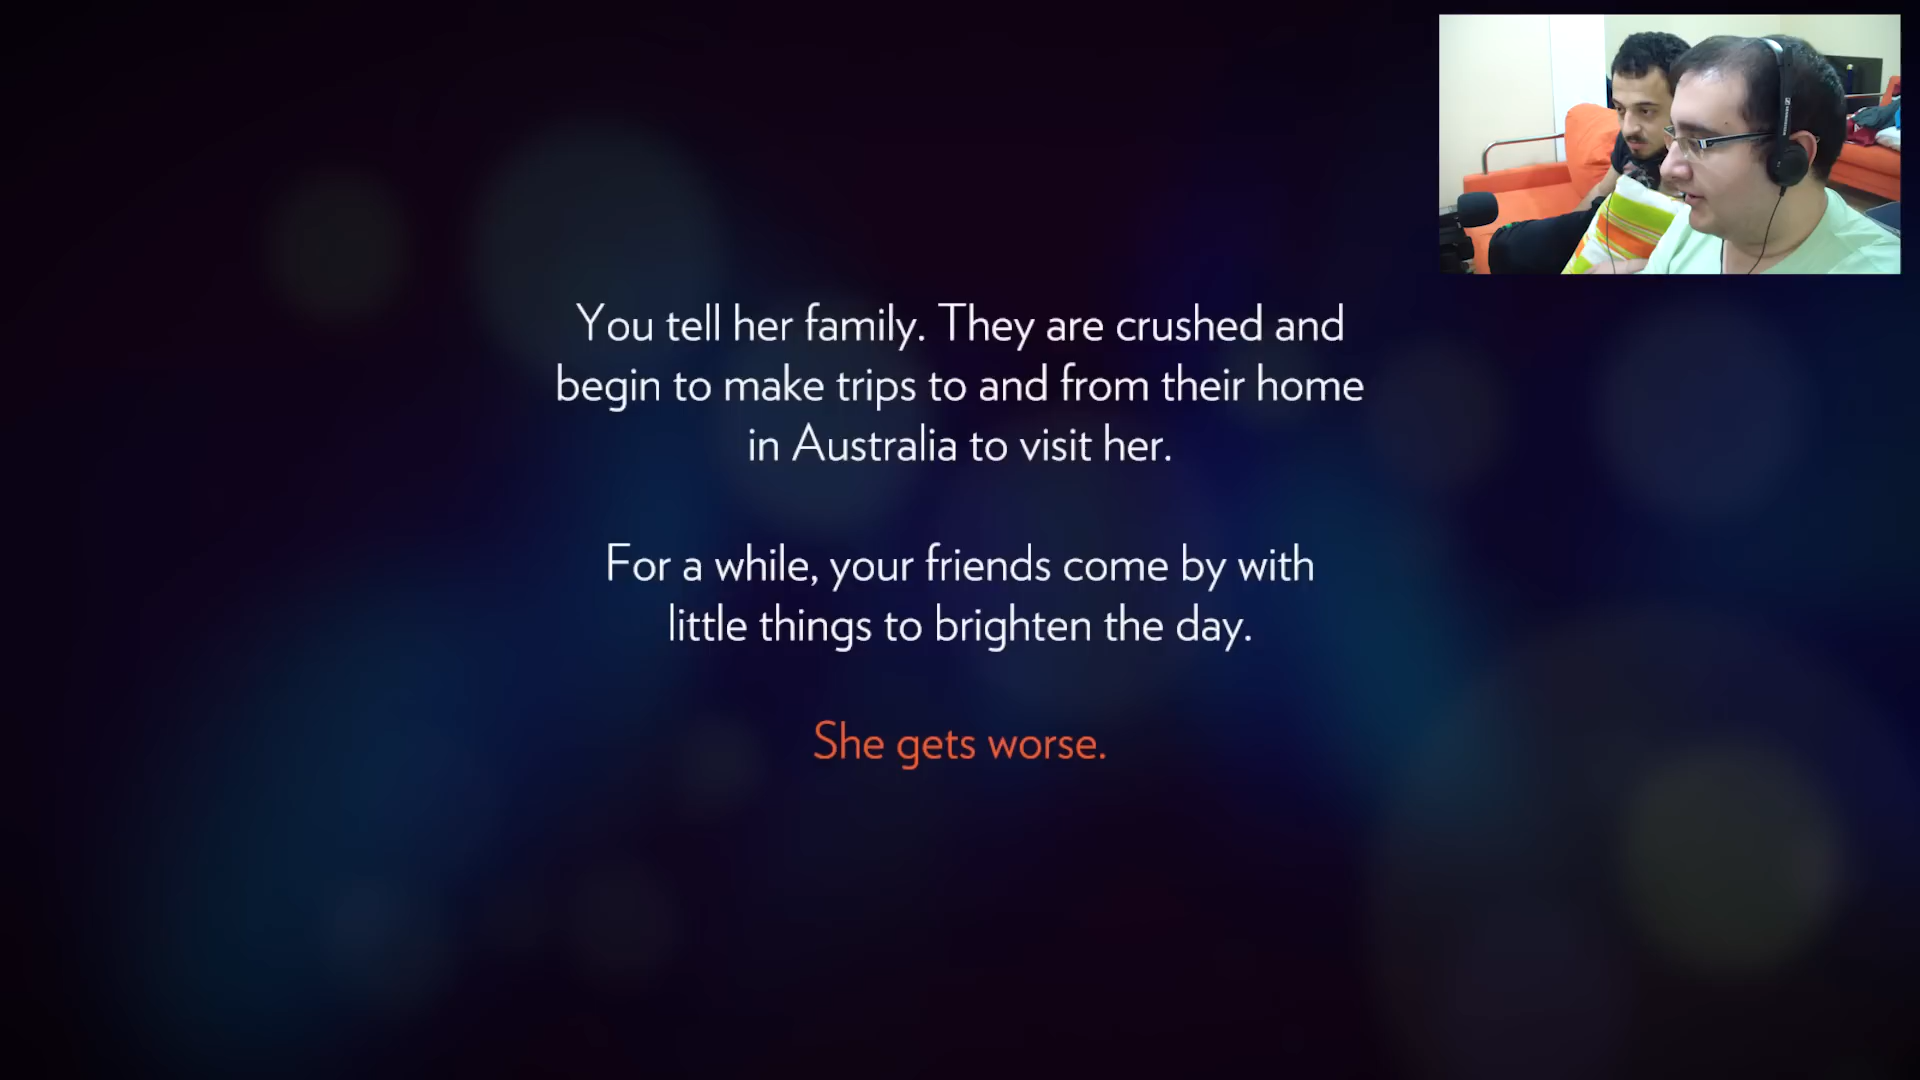 You tell her family. They are crushed and
begin to make trips to and from their home
in Australia to visit her.
For a while, your friends come by with
little things to brighten the day.
She gets worse.